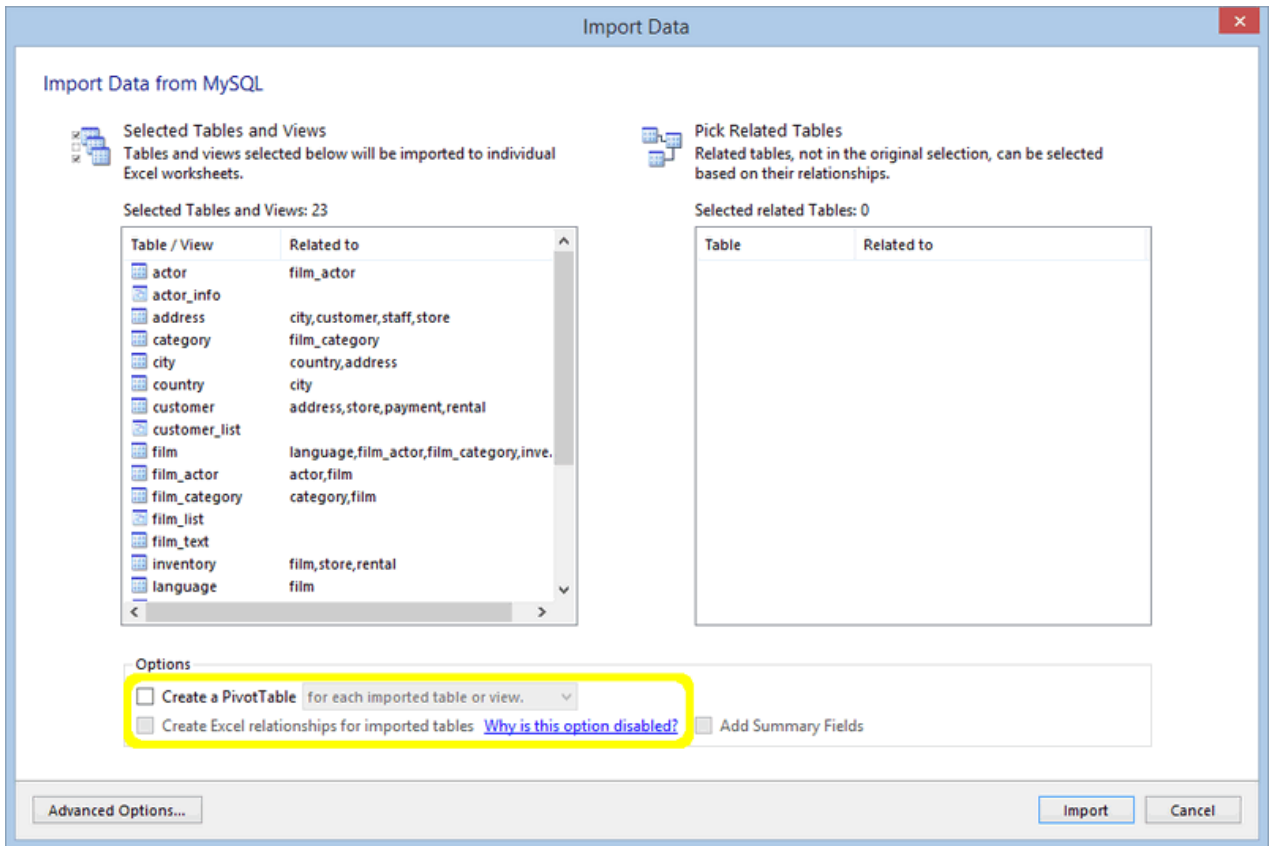 Import Data
Import Data from MySQL
Selected Tables and Views
Tables and views selected below will be imported to individual
Excel worksheets.
Selected Tables and Views: 23
Table / View Related to
actor film_actor
actor_info
address city,customer,staff,store
category film_category
city country,address
country city
customer address,store,payment,rental
customer_list
film language,film_actor,film_category,inve.
film_actor actor,film
film_category category,film
film_list
film_text
inventory film,store,rental
language film
Pick Related Tables
Related tables, not in the original selection, can be selected
based on their relationships.
Selected related Tables: 0
Table Related to
Options
Create a PivotTable for each imported table or view.
Create Excel relationships for imported tables Why is this option disabled? Add Summary Fields
Advanced Options... Import Cancel